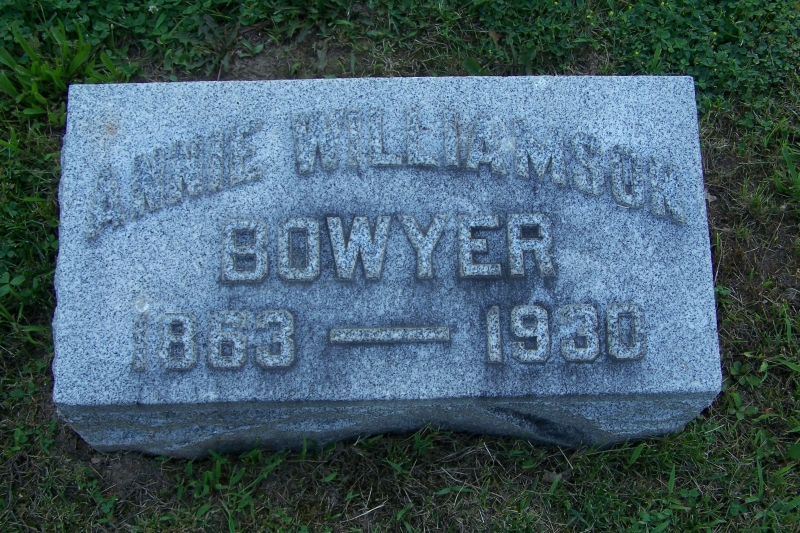 ANNIE WILLIAMSON
BOWYER
1863 — 1930